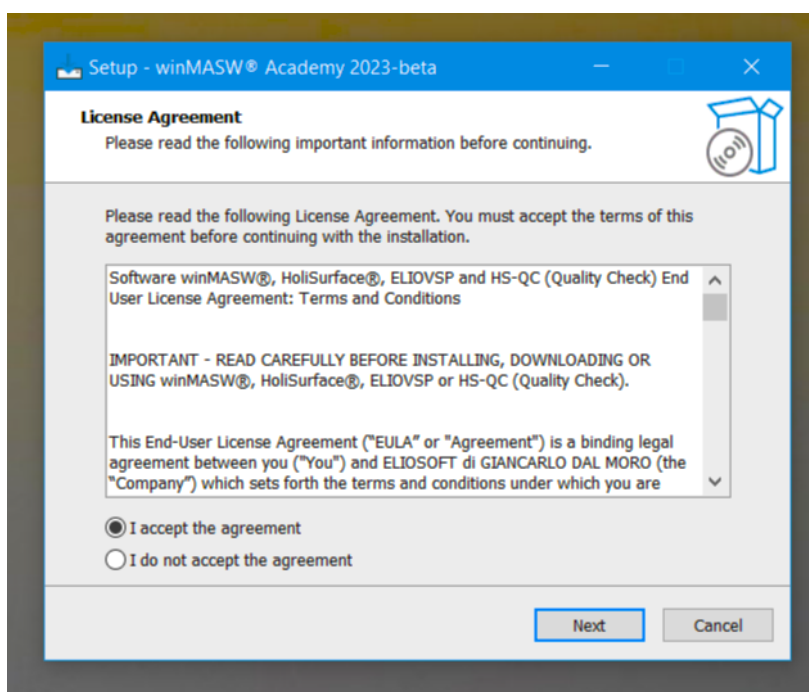 Setup - winMASW® Academy 2023-beta
License Agreement
Please read the following important information before continuing.
Please read the following License Agreement. You must accept the terms of this
agreement before continuing with the installation.
Software winMASW®, HoliSurface®, ELIOVSP and HS-QC (Quality Check) End
User License Agreement: Terms and Conditions
IMPORTANT - READ CAREFULLY BEFORE INSTALLING, DOWNLOADING OR
USING winMASW®, HoliSurface®, ELIOVSP or HS-QC (Quality Check).
This End-User License Agreement ("EULA" or "Agreement") is a binding legal
agreement between you ("You") and ELIOSOFT di GIANCARLO DAL MORO (the
"Company") which sets forth the terms and conditions under which you are
I accept the agreement
I do not accept the agreement
Next
Cancel